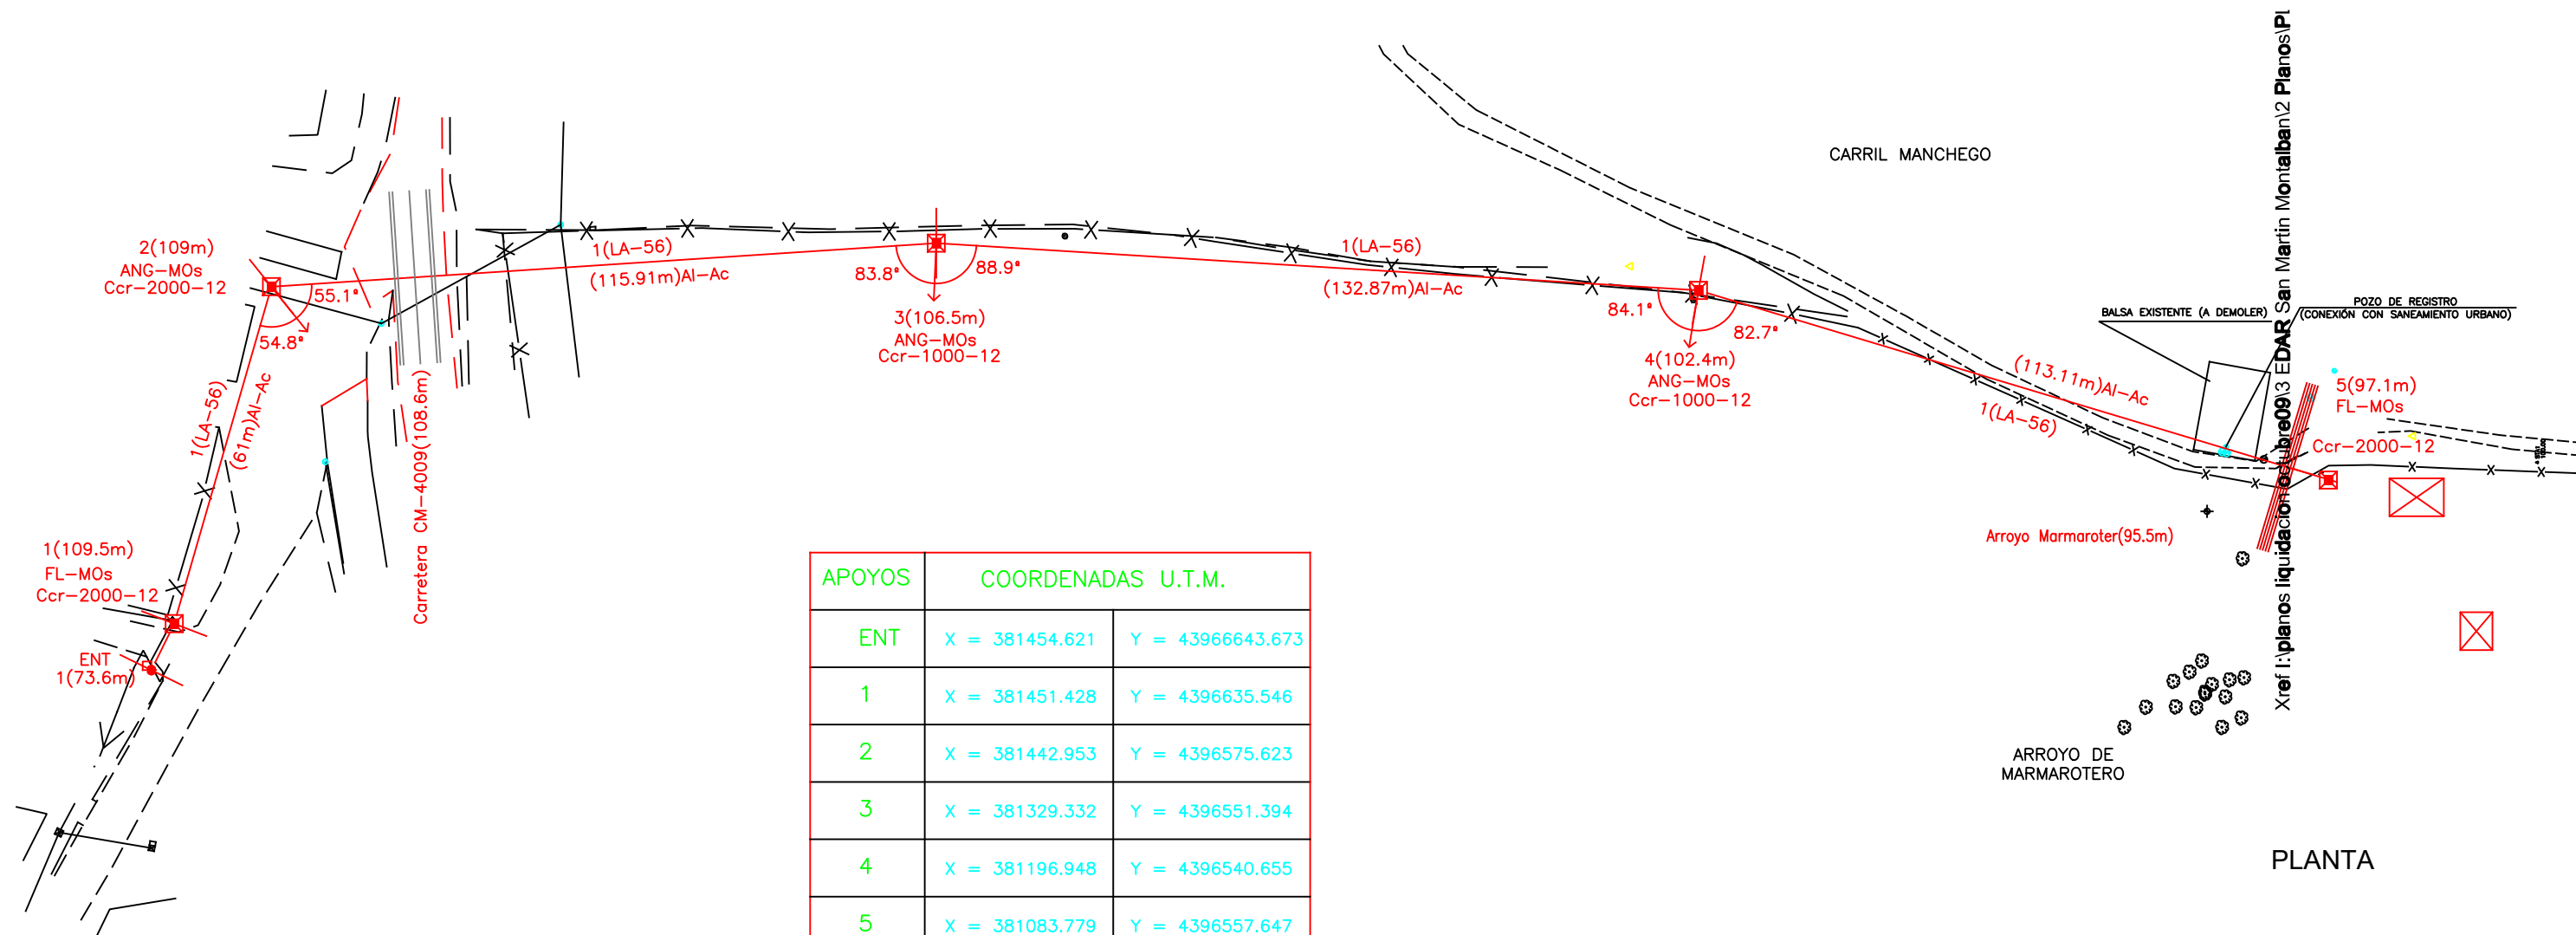 CARRIL MANCHEGO
2(109m)
ANG-MOs
Ccr-2000-12
55.1°
54.8°
1(LA-56)
(115.91m)Al-Ac
83.8°
88.9°
3(106.5m)
ANG-MOs
Ccr-1000-12
1(LA-56)
(132.87m)Al-Ac
84.1°
82.7°
4(102.4m)
ANG-MOs
Ccr-1000-12
BALSA EXISTENTE (A DEMOLER)
POZO DE REGISTRO
(CONEXIÓN CON SANEAMIENTO URBANO)
(113.11m)Al-Ac
1(LA-56)
5(97.1m)
FL-MOs
Ccr-2000-12
Xref I:\planos liquidacion octubre09\3 EDAR San Martin Montalban\2 Planos\Pl
1(LA-56)
(61m)Al-Ac
Carretera CM-4009(108.6m)
1(109.5m)
FL-MOs
Ccr-2000-12
ENT
1(73.6m)
Arroyo Marmaroter(95.5m)
ARROYO DE
MARMAROTERO
APOYOS COORDENADAS U.T.M.
ENT X = 381454.621 Y = 43966643.673
1 X = 381451.428 Y = 4396635.546
2 X = 381442.953 Y = 4396575.623
3 X = 381329.332 Y = 4396551.394
4 X = 381196.948 Y = 4396540.655
5 X = 381083.779 Y = 4396557.647
PLANTA